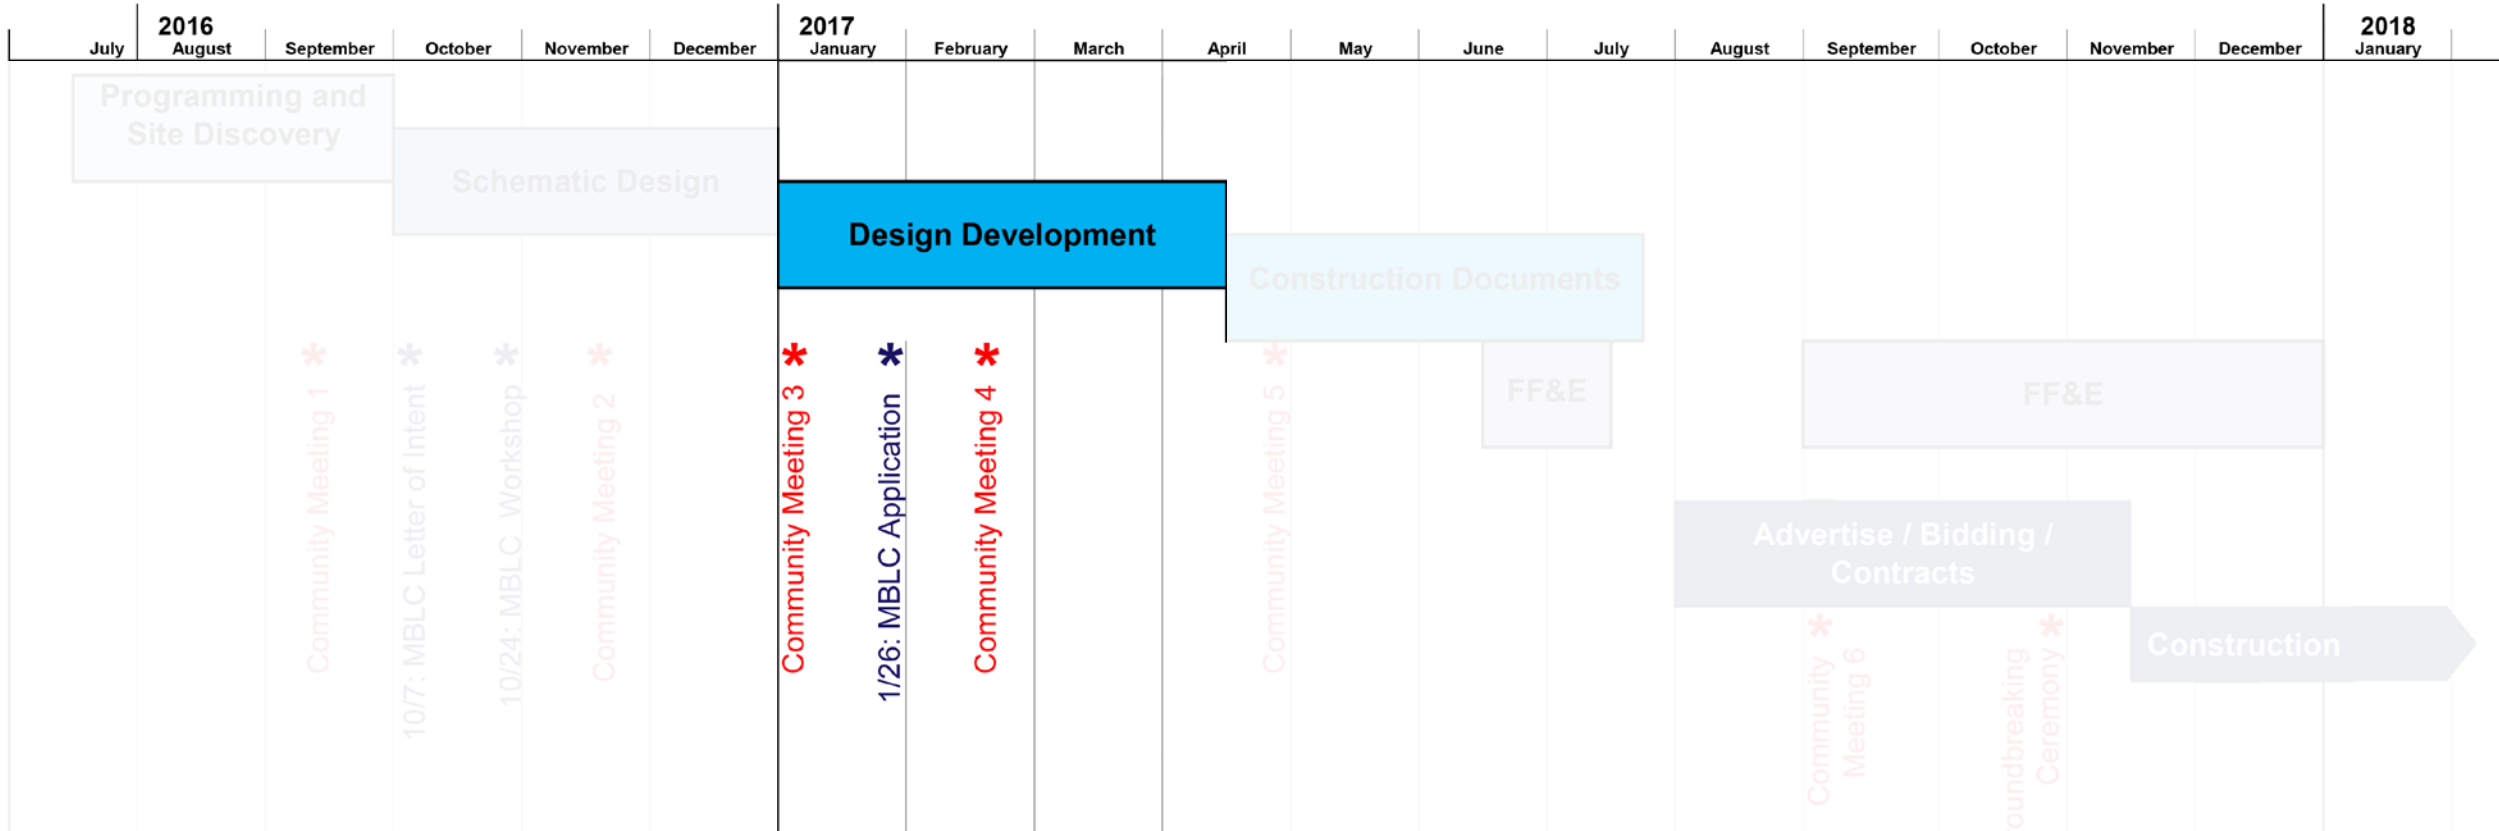 2016
2017
2018
July
August
September
October
November
December
January
February
March
April
May
June
July
August
September
October
November
December
January
Programming and
Site Discovery
Schematic Design
Design Development
Construction Documents
FF&E
FF&E
Advertise / Bidding /
Contracts
Construction
Community Meeting 1
10/7: MBLC Letter of Intent
10/24: MBLC Workshop
Community Meeting 2
Community Meeting 3
1/26: MBLC Application
Community Meeting 4
Community Meeting 5
Community
Meeting 6
oundbreaking
Ceremony